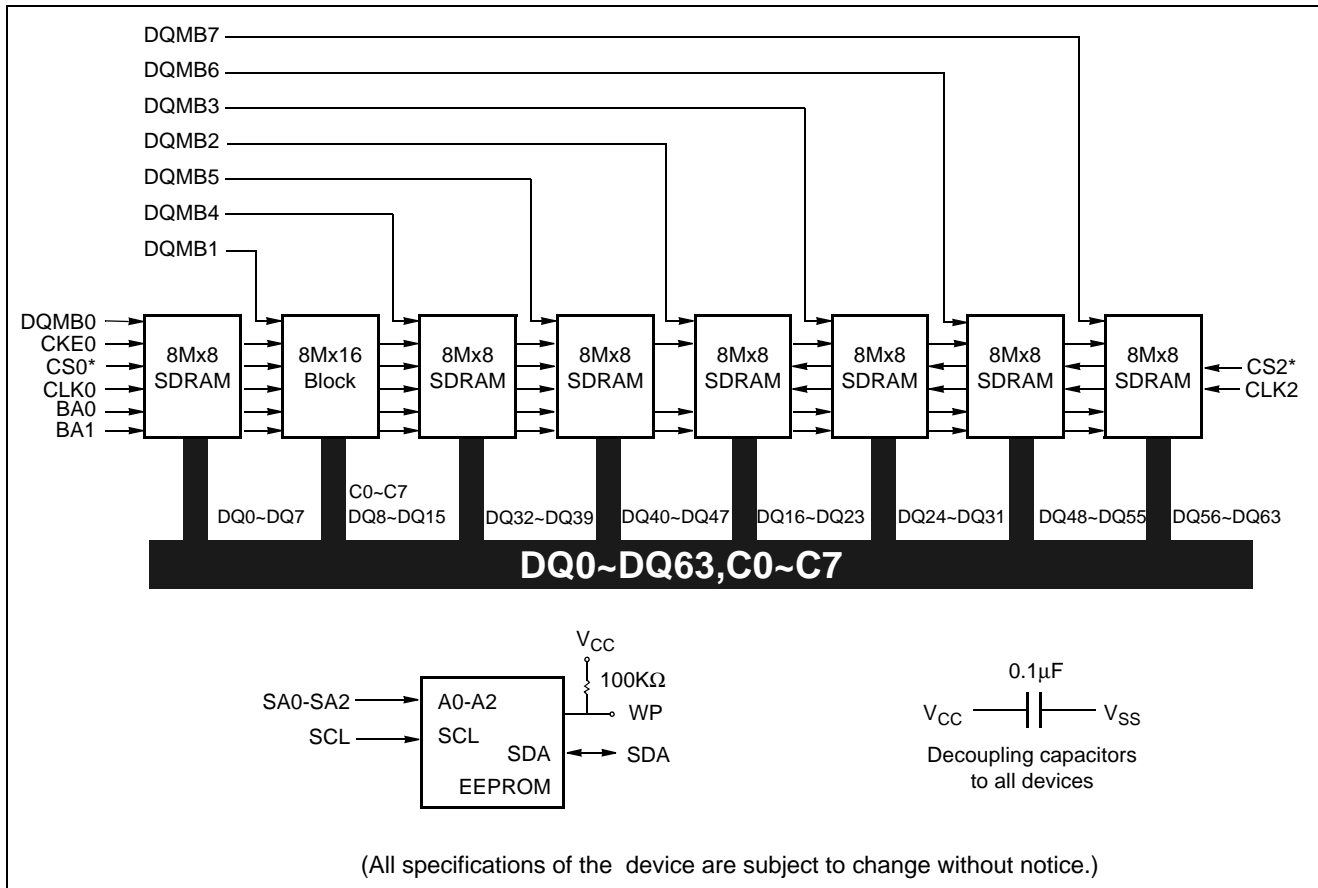 DQMB7
DQMB6
DQMB3
DQMB2
DQMB5
DQMB4
DQMB1
DQMB0
CKE0
CS0*
CLK0
BA0
BA1
8Mx8
SDRAM
8Mx16
Block
8Mx8
SDRAM
8Mx8
SDRAM
8Mx8
SDRAM
8Mx8
SDRAM
8Mx8
SDRAM
8Mx8
SDRAM
CS2*
CLK2
DQ0~DQ7
C0~C7
DQ8~DQ15
DQ32~DQ39
DQ40~DQ47
DQ16~DQ23
DQ24~DQ31
DQ48~DQ55
DQ56~DQ63
DQ0~DQ63,C0~C7
VCC
100KΩ
WP
SA0-SA2
SCL
A0-A2
SCL
SDA
EEPROM
SDA
0.1µF
VCC
VSS
Decoupling capacitors
to all devices
(All specifications of the device are subject to change without notice.)